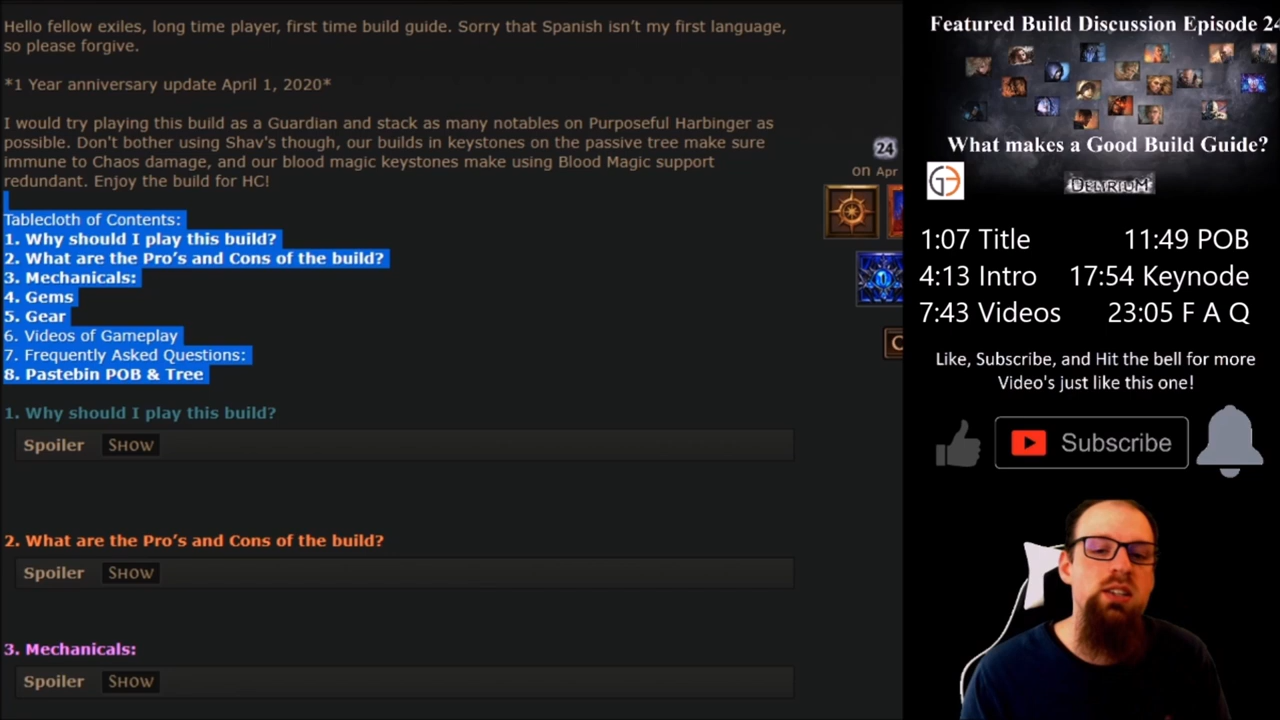 Hello fellow exiles, long time player, first time build guide. Sorry that Spanish isn't my first language,
so please forgive.
*1 Year anniversary update April 1, 2020*
I would try playing this build as a Guardian and stack as many notables on Purposeful Harbinger as
possible. Don't bother using Shav's though, our builds in keystones on the passive tree make sure
immune to Chaos damage, and our blood magic keystones make using Blood Magic support
redundant. Enjoy the build for HC!
Tablecloth of Contents:
1. Why should I play this build?
2. What are the Pro's and Cons of the build?
3. Mechanicals:
4. Gems
5. Gear
6. Videos of Gameplay
7. Frequently Asked Questions:
8. Pastebin POB & Tree
1. Why should I play this build?
Spoiler SHOW
2. What are the Pro's and Cons of the build?
Spoiler SHOW
3. Mechanicals:
Spoiler SHOW
24
on Apr
Featured Build Discussion Episode 24
What makes a Good Build Guide?
DELIRIUM
1:07 Title 11:49 POB
4:13 Intro 17:54 Keynode
7:43 Videos 23:05 F A Q
Like, Subscribe, and Hit the bell for more
Video's just like this one!
Subscribe